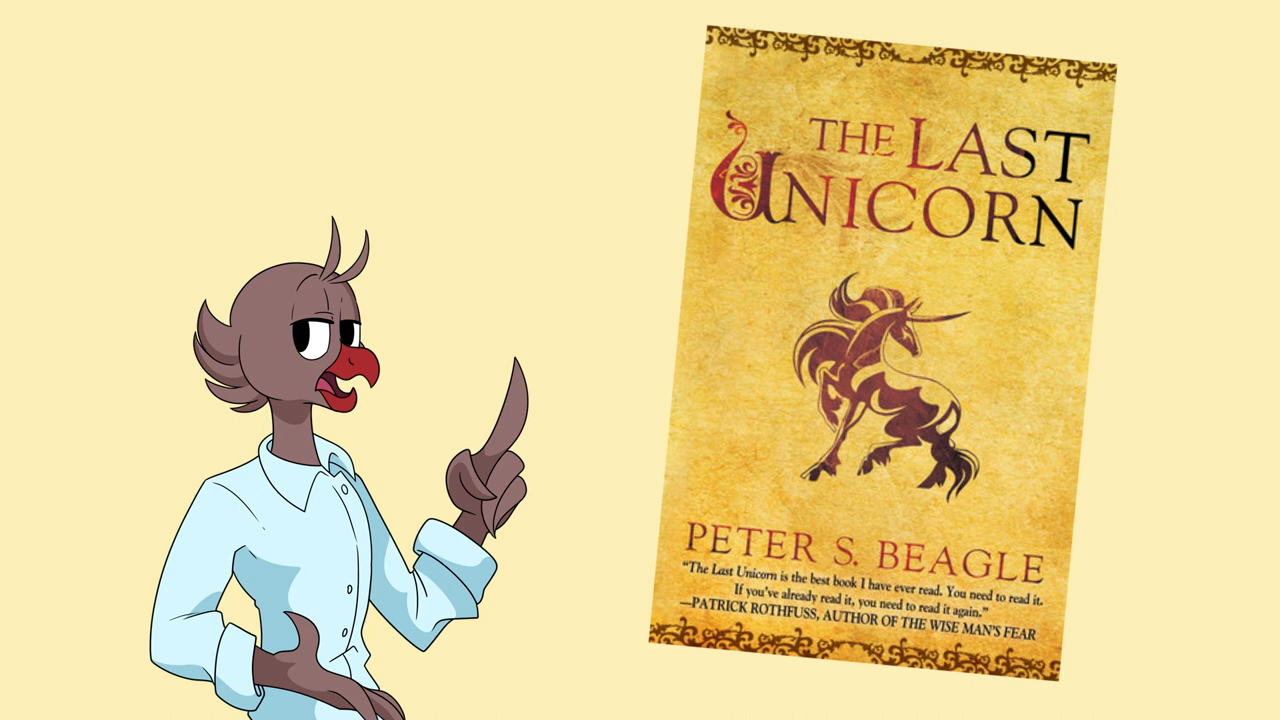 THE LAST
UNICORN
PETER S. BEAGLE
“The Last Unicorn is the best book I have ever read. You need to read it.
If you’ve already read it, you need to read it again.”
—PATRICK ROTHFUSS, AUTHOR OF THE WISE MAN’S FEAR